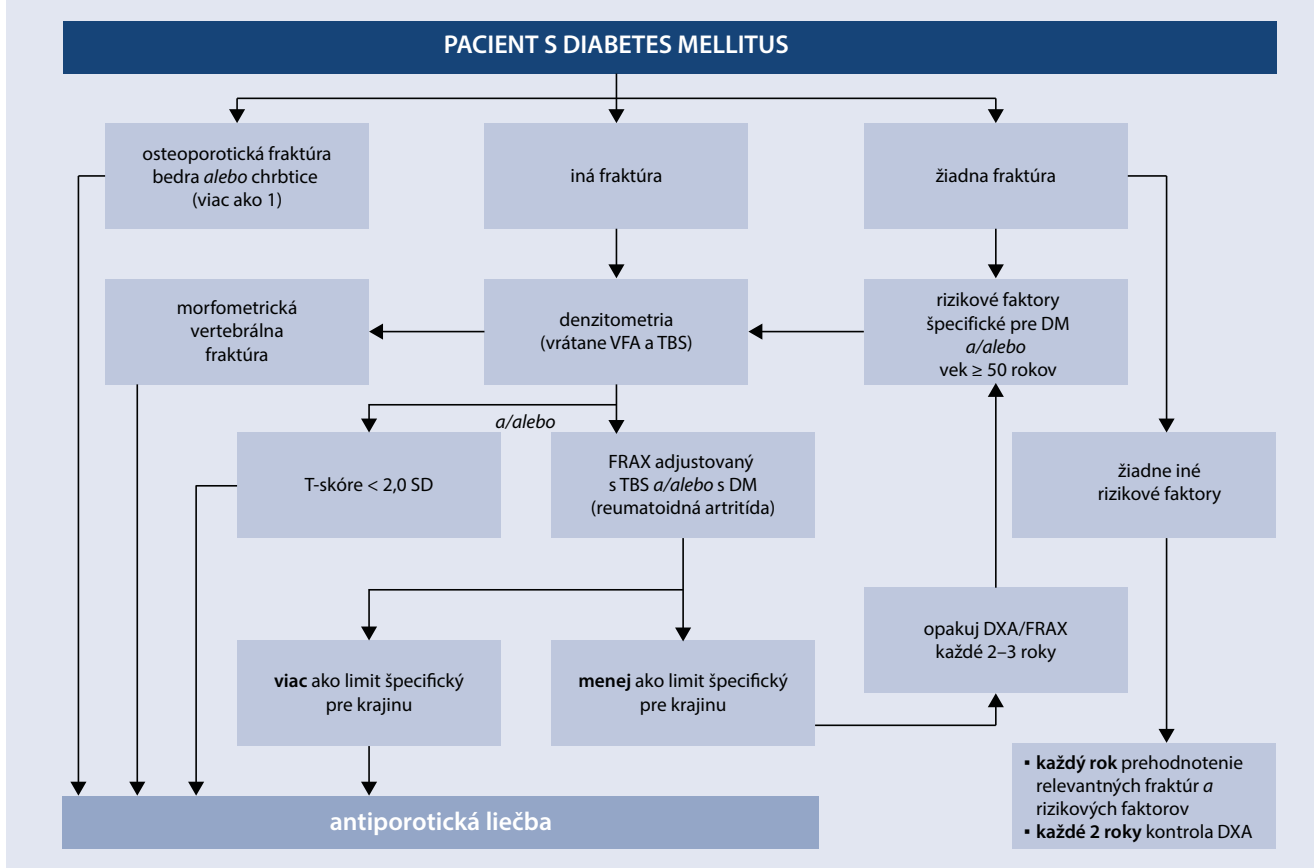 PACIENT S DIABETES MELLITUS
osteoporotická fraktúra
bedra alebo chrbtice
(viac ako 1)
iná fraktúra
žiadna fraktúra
morfometrická
vertebrálna
fraktúra
denzitometria
(vrátane VFA a TBS)
rizikové faktory
špecifické pre DM
a/alebo
vek ≥ 50 rokov
a/alebo
T-skóre < 2,0 SD
FRAX adjustovaný
s TBS a/alebo s DM
(reumatoidná artritída)
žiadne iné
rizikové faktory
opakuj DXA/FRAX
každé 2–3 roky
viac ako limit špecifický
pre krajinu
menej ako limit špecifický
pre krajinu
▪ každý rok prehodnotenie
relevantných fraktúr a
rizikových faktorov
▪ každé 2 roky kontrola DXA
antiporotická liečba